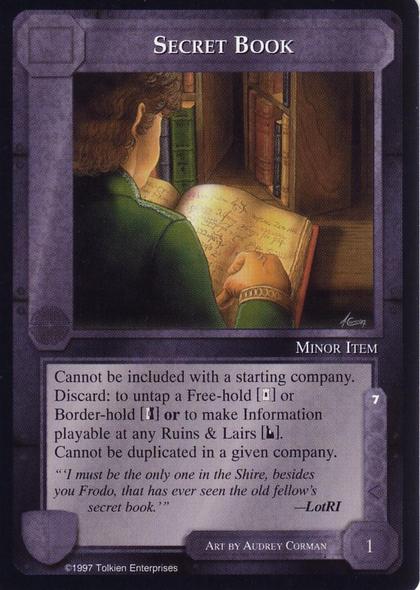 SECRET BOOK
MINOR ITEM
Cannot be included with a starting company.
Discard: to untap a Free-hold [] or
Border-hold [] or to make Information
playable at any Ruins & Lairs [].
Cannot be duplicated in a given company.
7
“‘I must be the only one in the Shire, besides
you Frodo, that has ever seen the old fellow's
secret book.’”
—LotRI
ART BY AUDREY CORMAN
1
©1997 Tolkien Enterprises